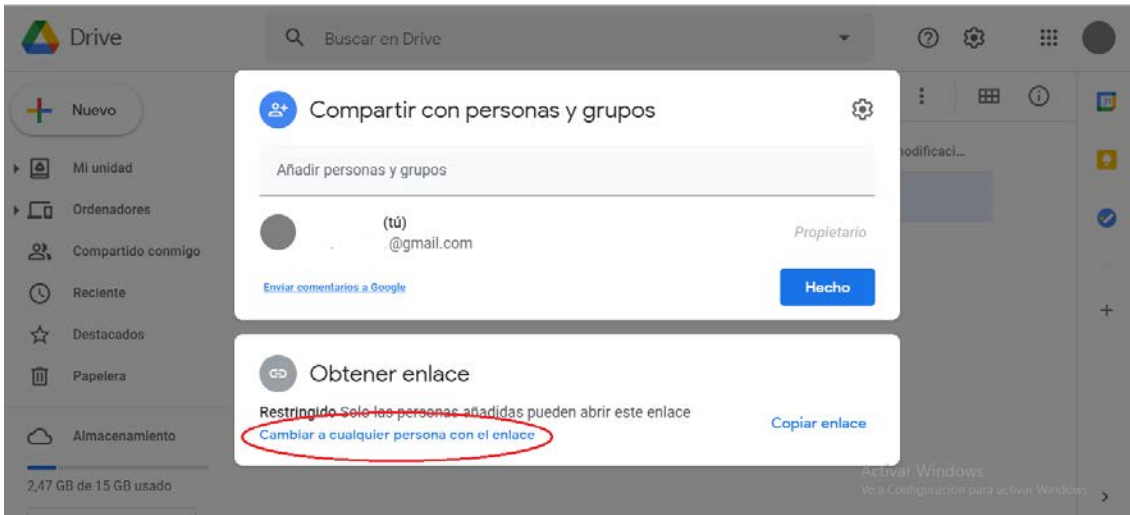 Drive
Buscar en Drive
Nuevo
Mi unidad
Ordenadores
Compartido conmigo
Reciente
Destacados
Papelera
Almacenamiento
2,47 GB de 15 GB usado
Compartir con personas y grupos
Añadir personas y grupos
(tú)
@gmail.com
Propietario
Enviar comentarios a Google
Hecho
Obtener enlace
Restringido Solo las personas añadidas pueden abrir este enlace
Cambiar a cualquier persona con el enlace
Copiar enlace
Activar Windows
Ve a Configuración para activar Windows.